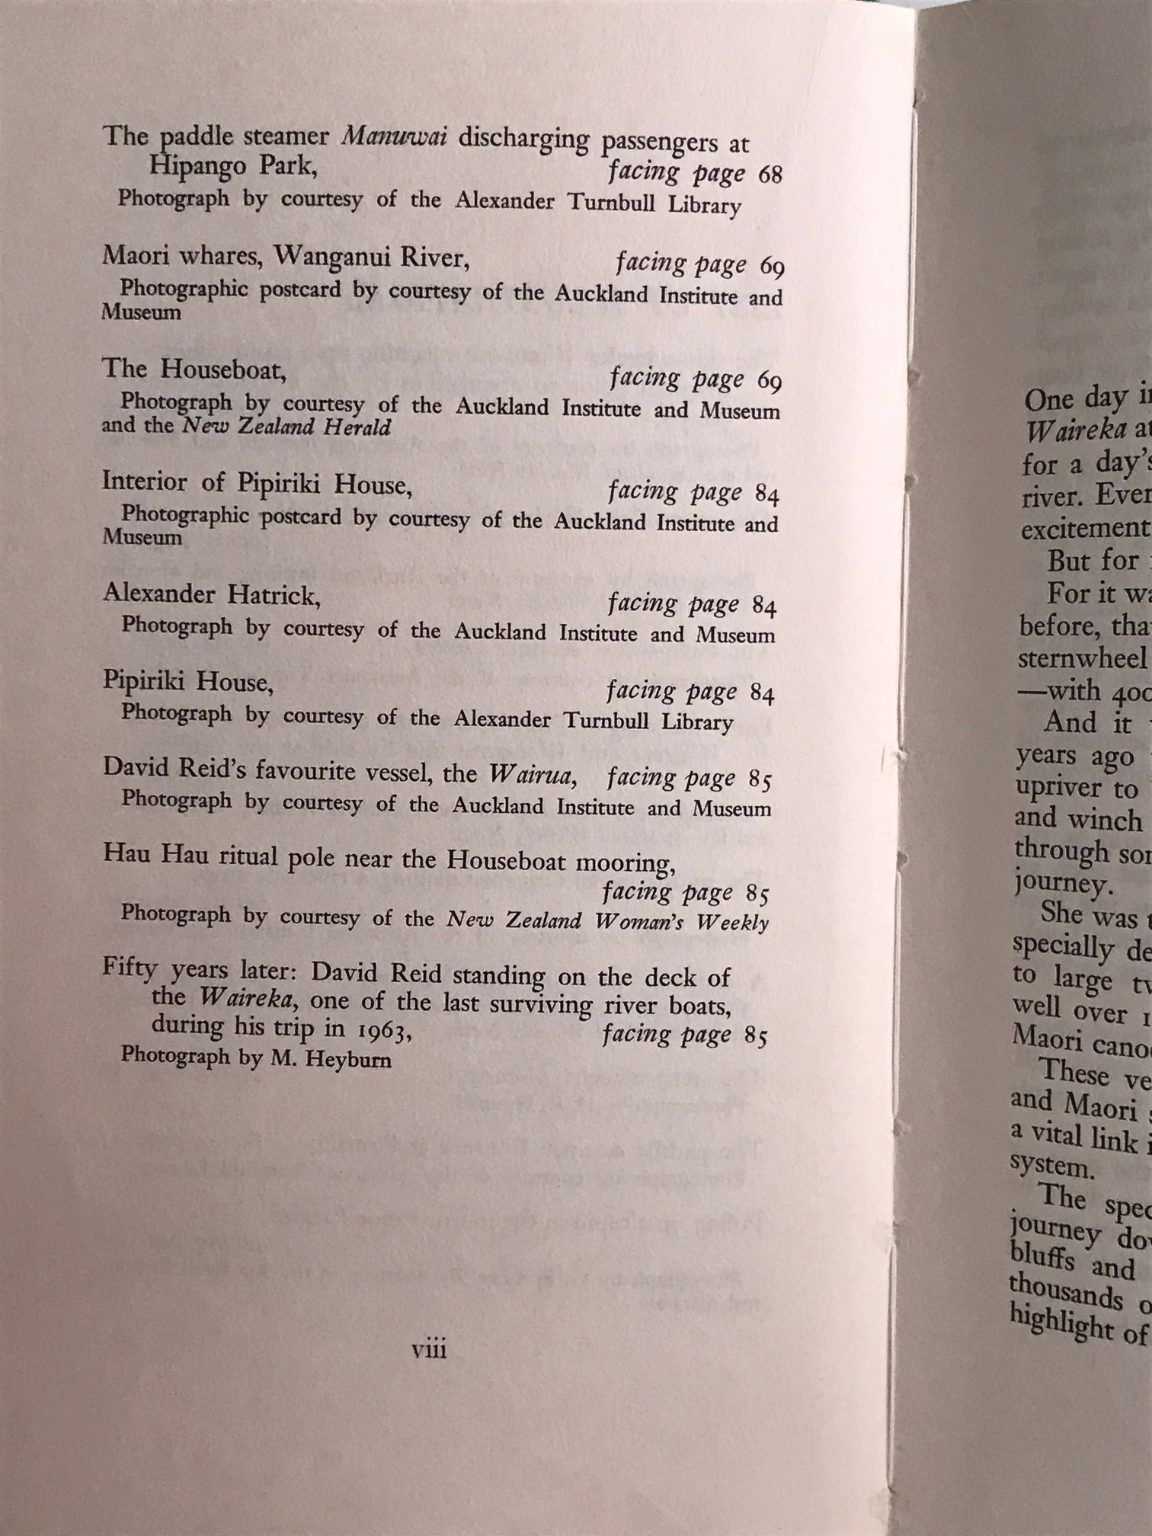 The paddle steamer Manuwai discharging passengers at
Hipango Park, facing page 68
Photograph by courtesy of the Alexander Turnbull Library
Maori whares, Wanganui River, facing page 69
Photographic postcard by courtesy of the Auckland Institute and
Museum
The Houseboat, facing page 69
Photograph by courtesy of the Auckland Institute and Museum
and the New Zealand Herald
Interior of Pipiriki House, facing page 84
Photographic postcard by courtesy of the Auckland Institute and
Museum
Alexander Hatrick, facing page 84
Photograph by courtesy of the Auckland Institute and Museum
Pipiriki House, facing page 84
Photograph by courtesy of the Alexander Turnbull Library
David Reid's favourite vessel, the Wairua, facing page 85
Photograph by courtesy of the Auckland Institute and Museum
Hau Hau ritual pole near the Houseboat mooring,
facing page 85
Photograph by courtesy of the New Zealand Woman's Weekly
Fifty years later: David Reid standing on the deck of
the Waireka, one of the last surviving river boats,
during his trip in 1963, facing page 85
Photograph by M. Heyburn
viii
One day
Waireka at
for a day's
river.
excitement
But for
For it
before,
sternwheel
—with
And it
years ago
upriver to
and winch
through
journey.
She was
specially
to large
well over
Maori
These
and Maori
a vital link
system.
The
journey
bluffs and
thousands
highlight of